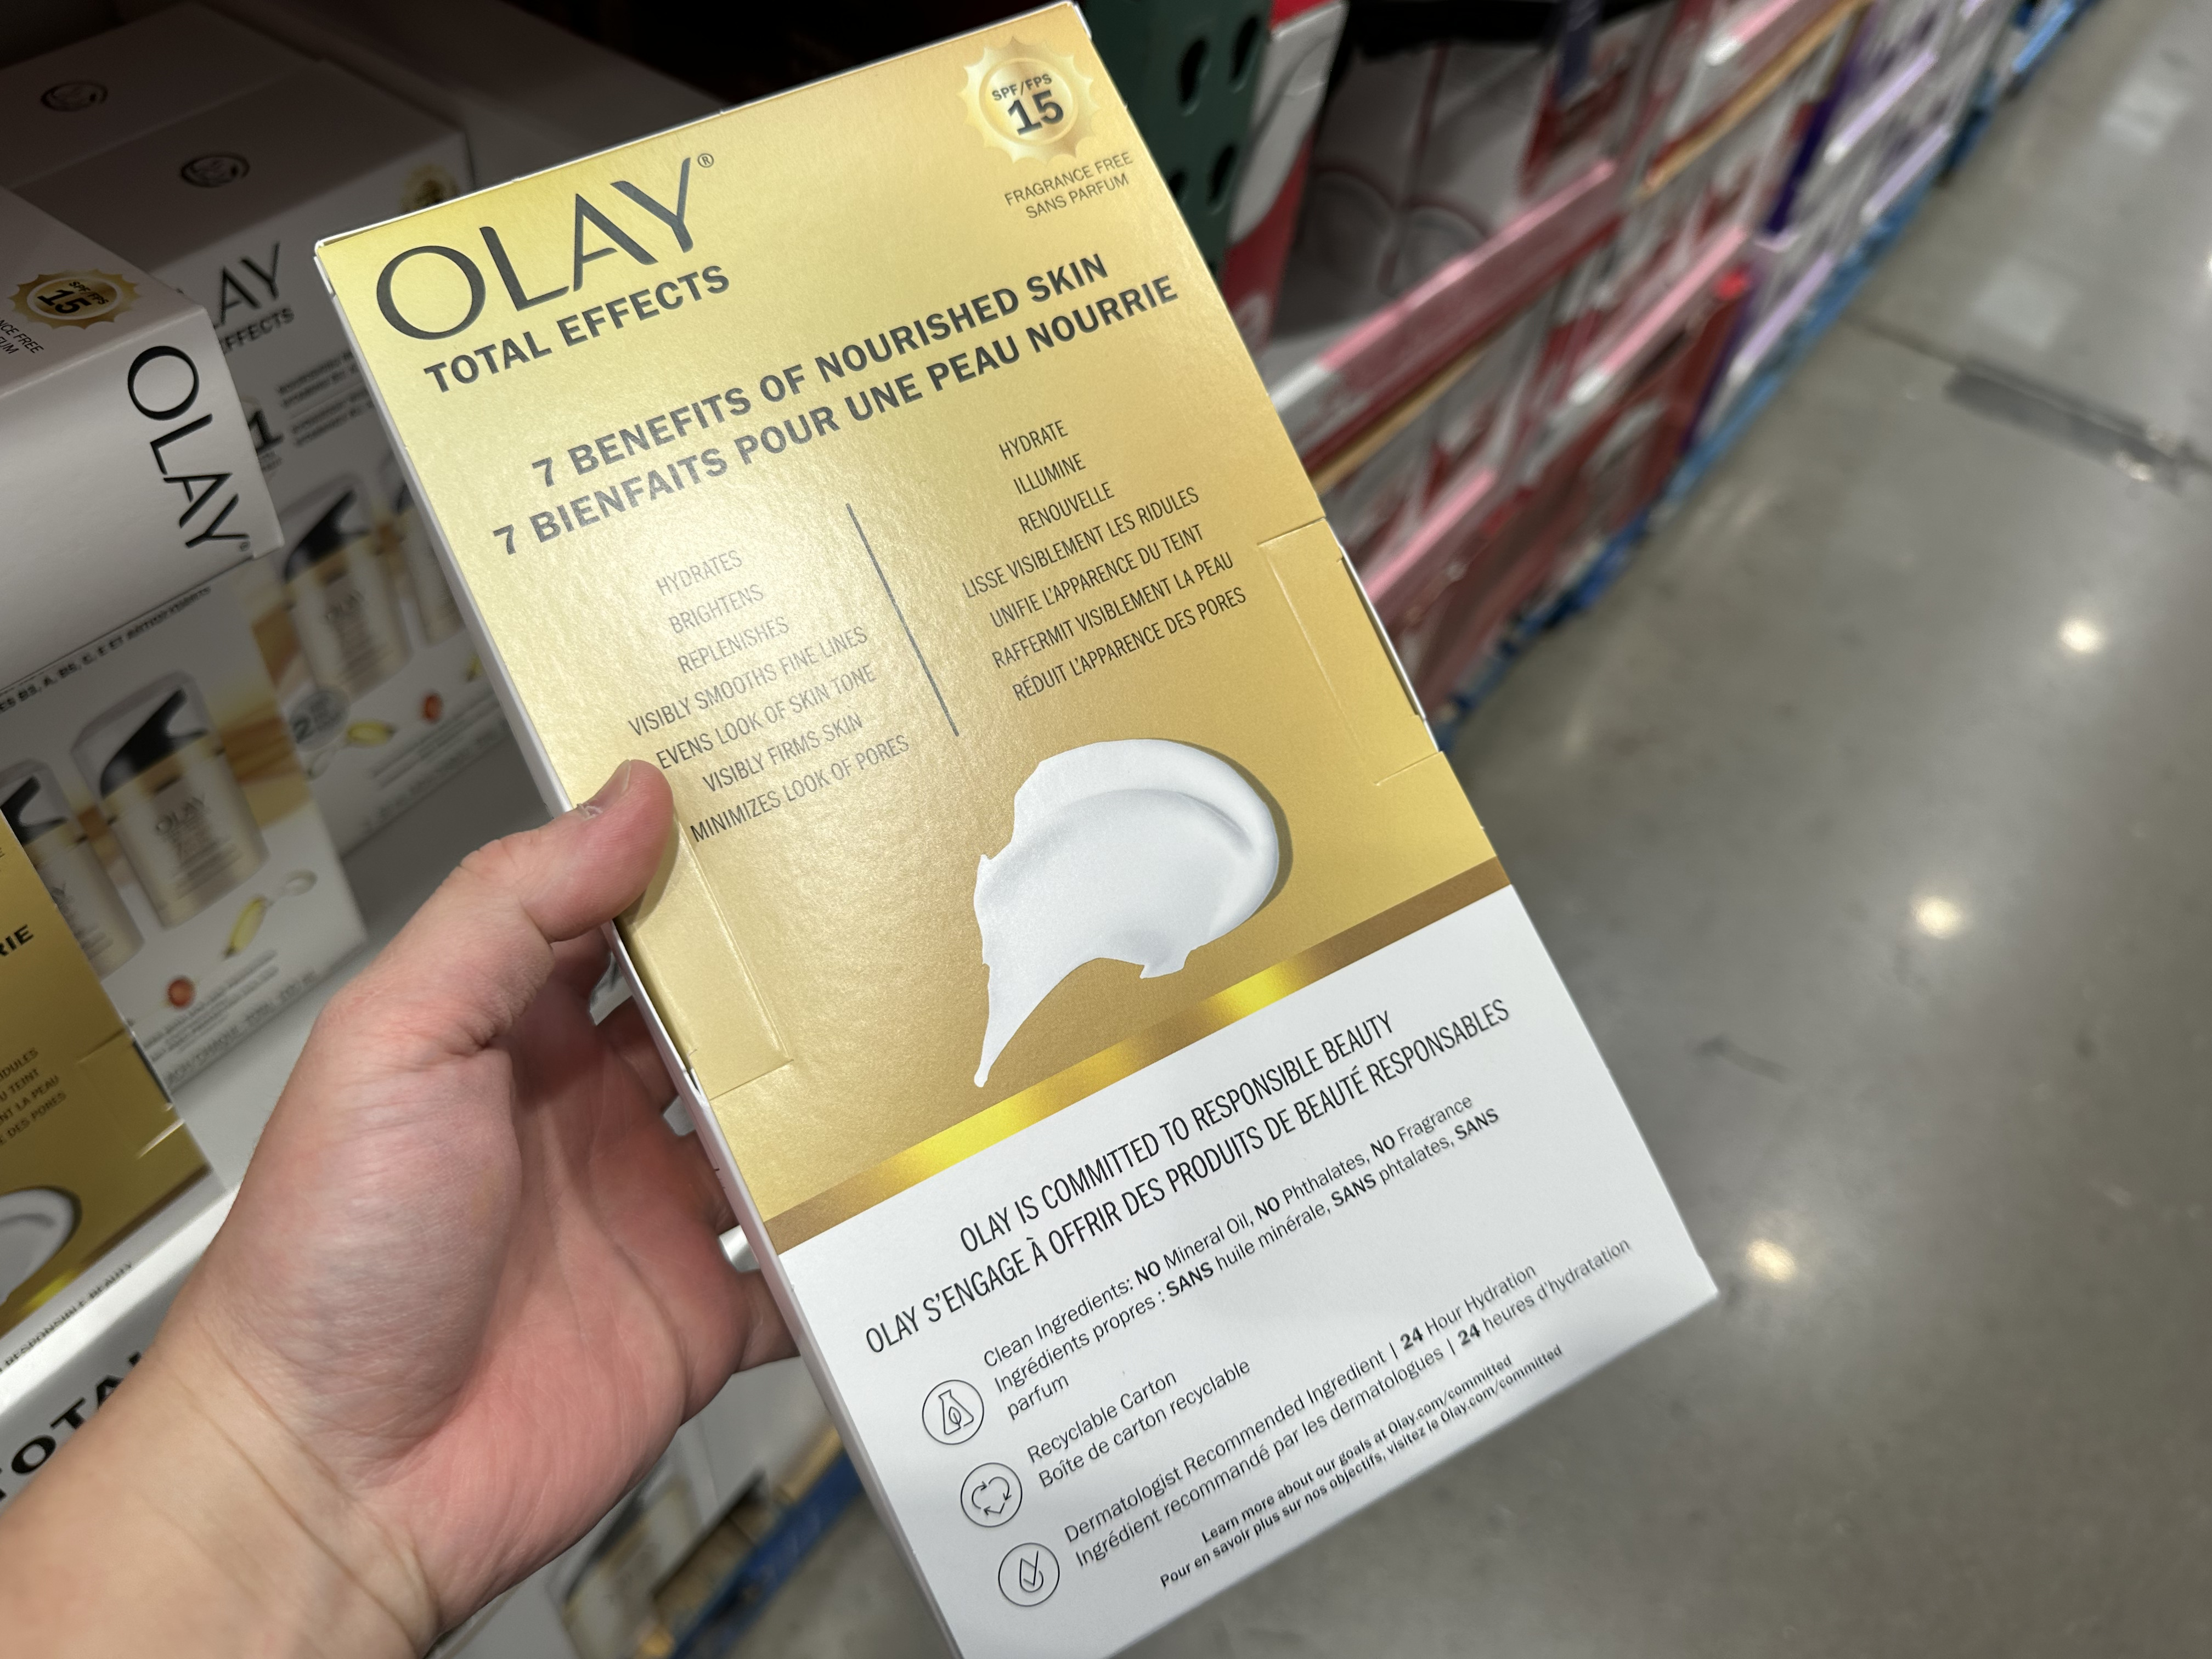 SPF/FPS
15
FRAGRANCE FREE
SANS PARFUM
OLAY®
TOTAL EFFECTS
7 BENEFITS OF NOURISHED SKIN
7 BIENFAITS POUR UNE PEAU NOURRIE
HYDRATES
BRIGHTENS
REPLENISHES
VISIBLY SMOOTHS FINE LINES
EVENS LOOK OF SKIN TONE
VISIBLY FIRMS SKIN
MINIMIZES LOOK OF PORES
HYDRATE
ILLUMINE
RENOUVELLE
LISSE VISIBLEMENT LES RIDULES
UNIFIE L'APPARENCE DU TEINT
RAFFERMIT VISIBLEMENT LA PEAU
RÉDUIT L'APPARENCE DES PORES
OLAY IS COMMITTED TO RESPONSIBLE BEAUTY
OLAY S'ENGAGE À OFFRIR DES PRODUITS DE BEAUTÉ RESPONSABLES
Clean Ingredients: NO Mineral Oil, NO Phthalates, NO Fragrance
Ingrédients propres : SANS huile minérale, SANS phtalates, SANS
parfum
Recyclable Carton
Boîte de carton recyclable
Dermatologist Recommended Ingredient | 24 Hour Hydration
Ingrédient recommandé par les dermatologues | 24 heures d'hydratation
Learn more about our goals at Olay.com/committed
Pour en savoir plus sur nos objectifs, visitez le Olay.com/committed
SPF/FPS
15
OLAY®
OLAY